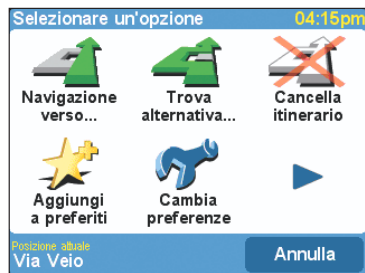 Selezionare un'opzione 04:15pm
Navigazione verso...
Trova alternativa...
Cancella itinerario
Aggiungi a preferiti
Cambia preferenze
Posizione attuale
Via Veio
Annulla